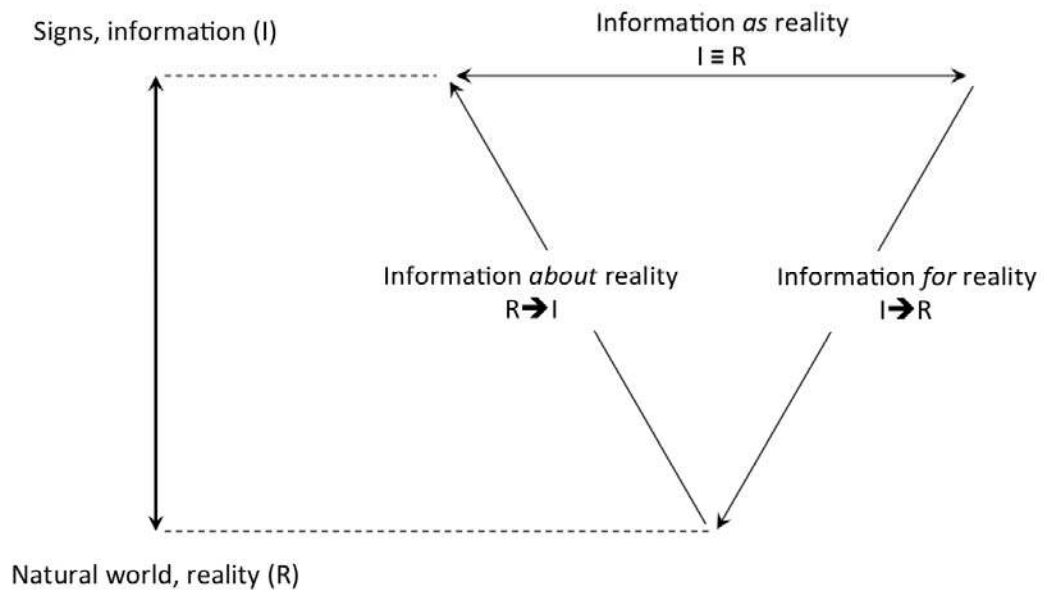 Signs, information (I)
Information as reality
I ≡ R
Information about reality
R➔I
Information for reality
I➔R
Natural world, reality (R)